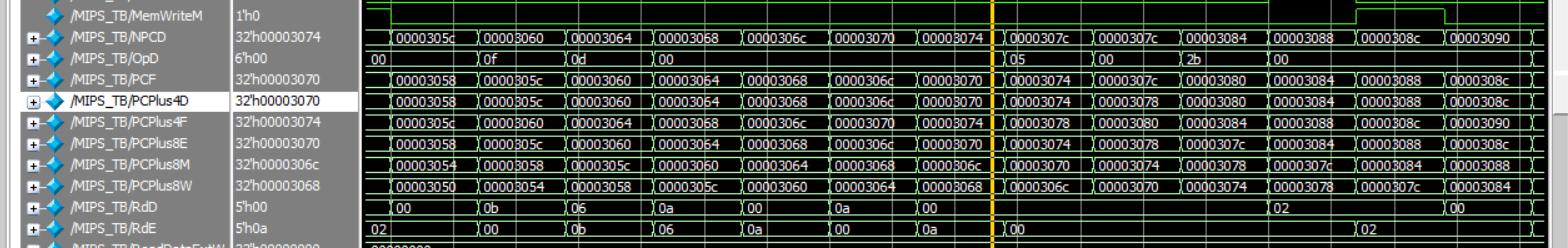 /MIPS_TB/MemWriteM 1'h0
/MIPS_TB/NPCD 32'h00003074 0000305c 00003060 00003064 00003068 0000306c 00003070 00003074 0000307c 0000307c 00003084 00003088 0000308c 00003090
/MIPS_TB/OpD 6'h00 00 0f 0d 00 05 00 2b 00
/MIPS_TB/PCF 32'h00003070 00003058 0000305c 00003060 00003064 00003068 0000306c 00003070 00003074 0000307c 00003080 00003084 00003088 0000308c
/MIPS_TB/PCPlus4D 32'h00003070 00003058 0000305c 00003060 00003064 00003068 0000306c 00003070 00003074 00003078 00003080 00003084 00003088 0000308c
/MIPS_TB/PCPlus4F 32'h00003074 0000305c 00003060 00003064 00003068 0000306c 00003070 00003074 00003078 00003080 00003084 00003088 0000308c 00003090
/MIPS_TB/PCPlus8E 32'h00003070 00003058 0000305c 00003060 00003064 00003068 0000306c 00003070 00003074 00003078 0000307c 00003084 00003088 0000308c
/MIPS_TB/PCPlus8M 32'h0000306c 00003054 00003058 0000305c 00003060 00003064 00003068 0000306c 00003070 00003074 00003078 0000307c 00003084 00003088
/MIPS_TB/PCPlus8W 32'h00003068 00003050 00003054 00003058 0000305c 00003060 00003064 00003068 0000306c 00003070 00003074 00003078 0000307c 00003084
/MIPS_TB/RdD 5'h00 00 0b 06 0a 00 0a 00 02 00
/MIPS_TB/RdE 5'h0a 02 00 0b 06 0a 00 0a 00 02